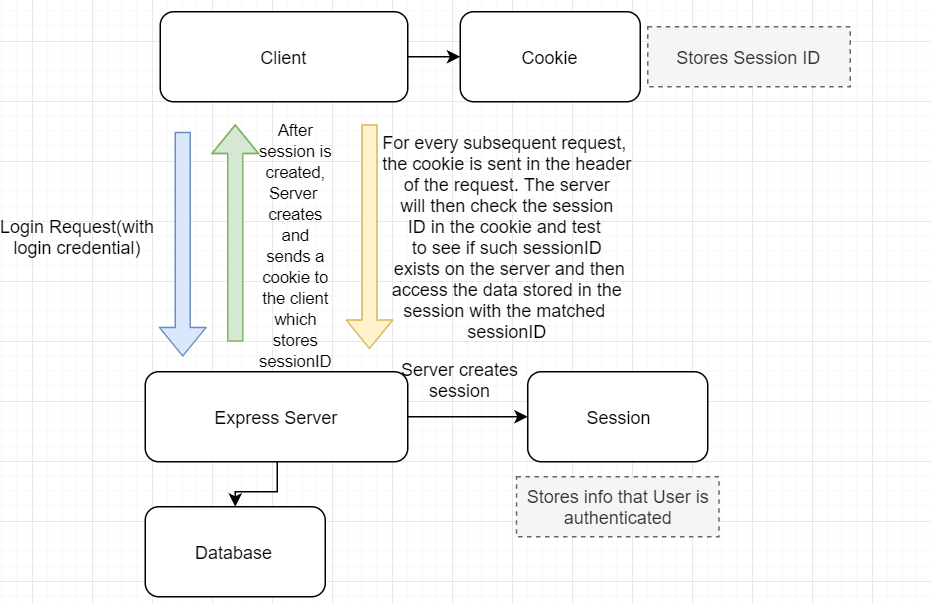 Client
Cookie
Stores Session ID
Login Request(with
login credential)
After
session is
created,
Server
creates
and
sends a
cookie to
the client
which
stores
sessionID
For every subsequent request,
the cookie is sent in the header
of the request. The server
will then check the session
ID in the cookie and test
to see if such sessionID
exists on the server and then
access the data stored in the
session with the matched
sessionID
Server creates
session
Express Server
Session
Stores info that User is
authenticated
Database